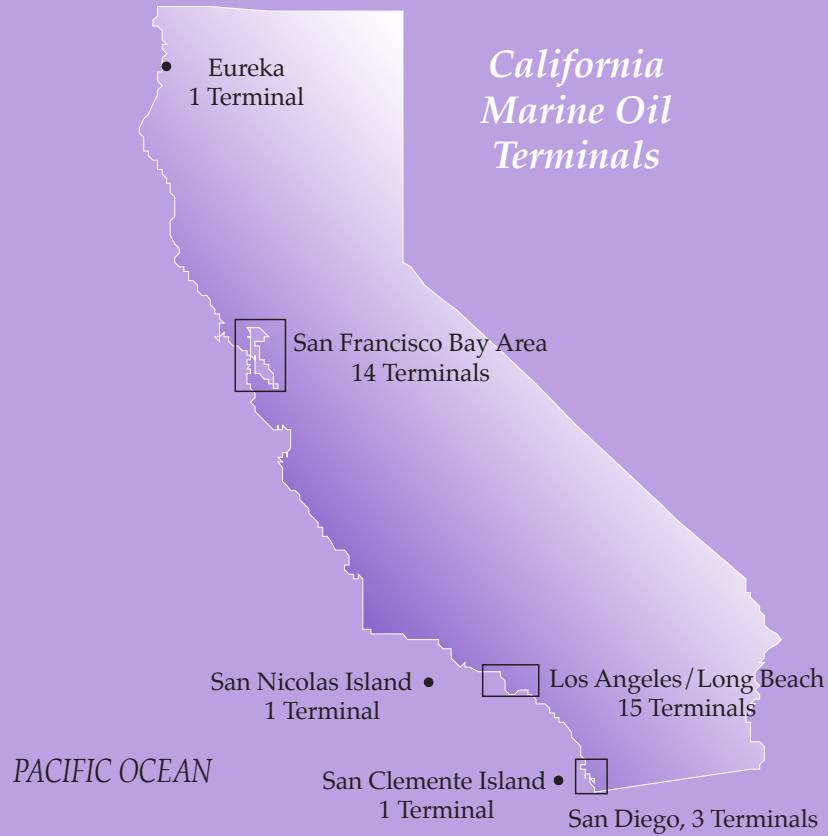 California
Marine Oil
Terminals
Eureka
1 Terminal
San Francisco Bay Area
14 Terminals
San Nicolas Island
1 Terminal
Los Angeles/Long Beach
15 Terminals
PACIFIC OCEAN
San Clemente Island
1 Terminal
San Diego, 3 Terminals